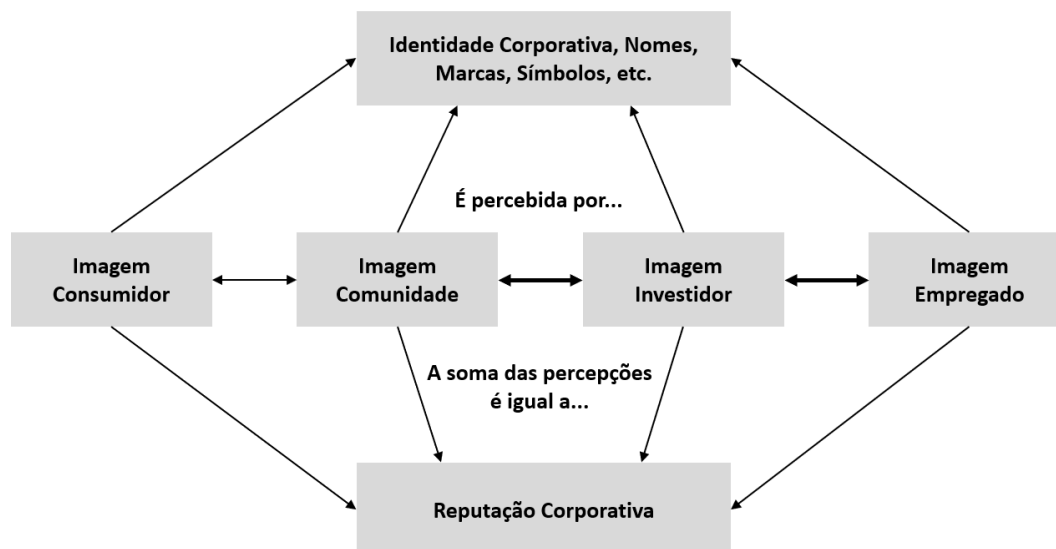 Identidade Corporativa, Nomes,
Marcas, Símbolos, etc.
É percebida por...
Imagem
Consumidor
Imagem
Comunidade
Imagem
Investidor
Imagem
Empregado
A soma das percepções
é igual a...
Reputação Corporativa